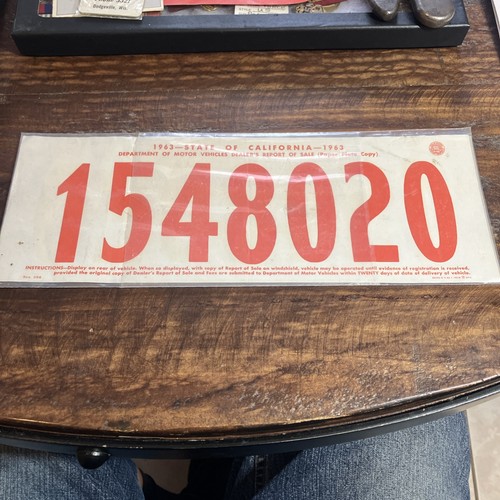 1963—STATE OF CALIFORNIA—1963
DEPARTMENT OF MOTOR VEHICLES DEALER'S REPORT OF SALE
1548020
INSTRUCTIONS—Display on rear of vehicle. When so displayed, with copy of Report of Sale on windshield, vehicle may be operated until evidence of registration is received,
provided the original copy of Dealer's Report of Sale and fees are submitted to Department of Motor Vehicles within TWENTY days of date of delivery of vehicle.